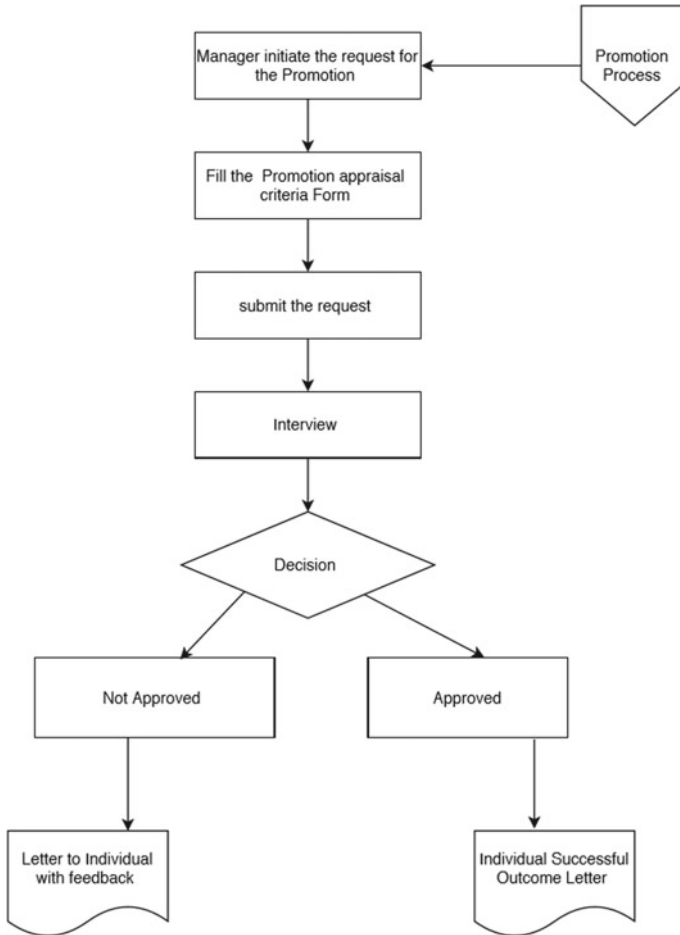 Manager initiate the request for
the Promotion
Promotion
Process
Fill the Promotion appraisal
criteria Form
submit the request
Interview
Decision
Not Approved
Approved
Letter to Individual
with feedback
Individual Successful
Outcome Letter